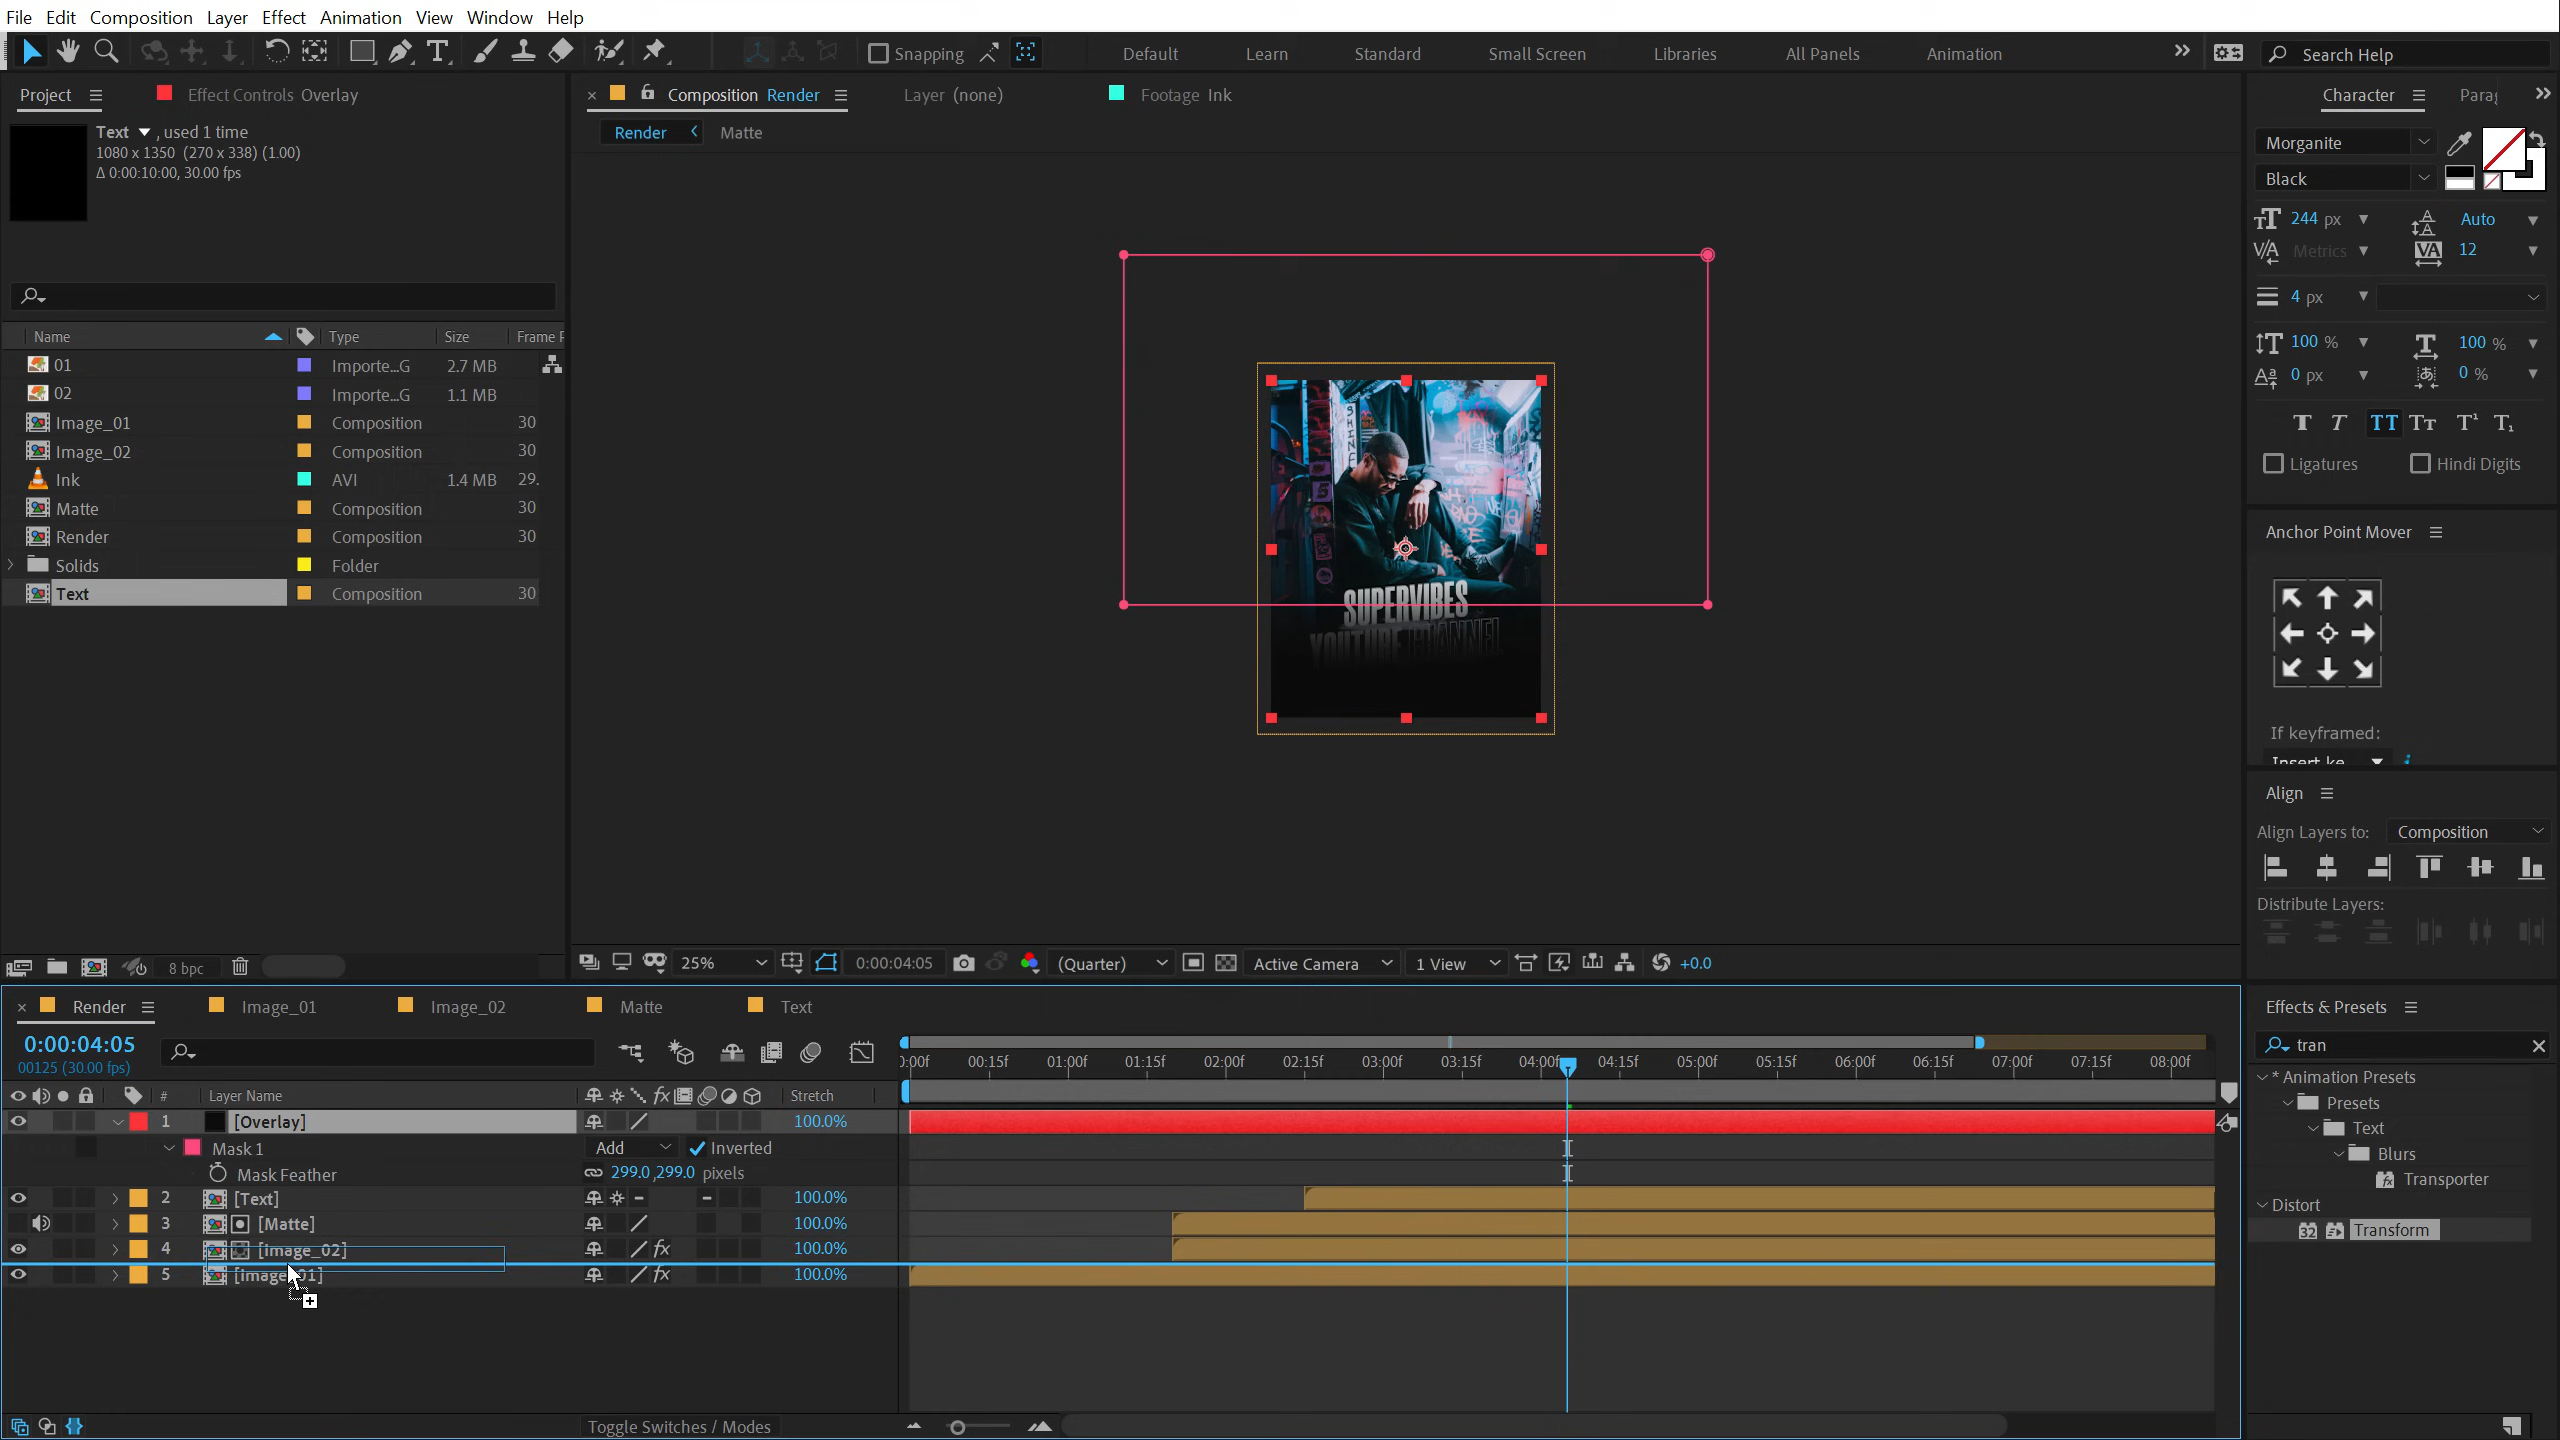 File Edit Composition Layer Effect Animation View Window Help
Snapping
Default Learn Standard Small Screen Libraries All Panels Animation
Search Help
Project
Effect Controls Overlay
Composition Render
Layer (none)
Footage Ink
Render Matte
Text , used 1 time
1080 x 1350 (270 x 338) (1.00)
Δ 0:00:10:00, 30.00 fps
Name Type Size Frame
01 Importe...G 2.7 MB
02 Importe...G 1.1 MB
Image_01 Composition 30
Image_02 Composition 30
Ink AVI 1.4 MB 29.
Matte Composition 30
Render Composition 30
Solids Folder
Text Composition 30
8 bpc
SUPERVIBES
YOUTUBE CHANNEL
25% 0:00:04:05 (Quarter) Active Camera 1 View +0.0
Character
Morganite
Black
244 px Auto
Metrics 12
4 px
100 % 100 %
0 px 0 %
Ligatures Hindi Digits
Anchor Point Mover
If keyframed:
Align
Align Layers to: Composition
Distribute Layers:
Effects & Presets
tran
* Animation Presets
Presets
Text
Blurs
Transporter
Distort
32 Transform
Render Image_01 Image_02 Matte Text
0:00:04:05
00125 (30.00 fps)
:00f 00:15f 01:00f 01:15f 02:00f 02:15f 03:00f 03:15f 04:00f 04:15f 05:00f 05:15f 06:00f 06:15f 07:00f 07:15f 08:00f
# Layer Name Stretch
1 [Overlay] 100.0%
Mask 1 Add Inverted
Mask Feather 299.0,299.0 pixels
2 [Text] 100.0%
3 [Matte] 100.0%
4 [Image_02] 100.0%
5 [Image_01] 100.0%
Toggle Switches / Modes